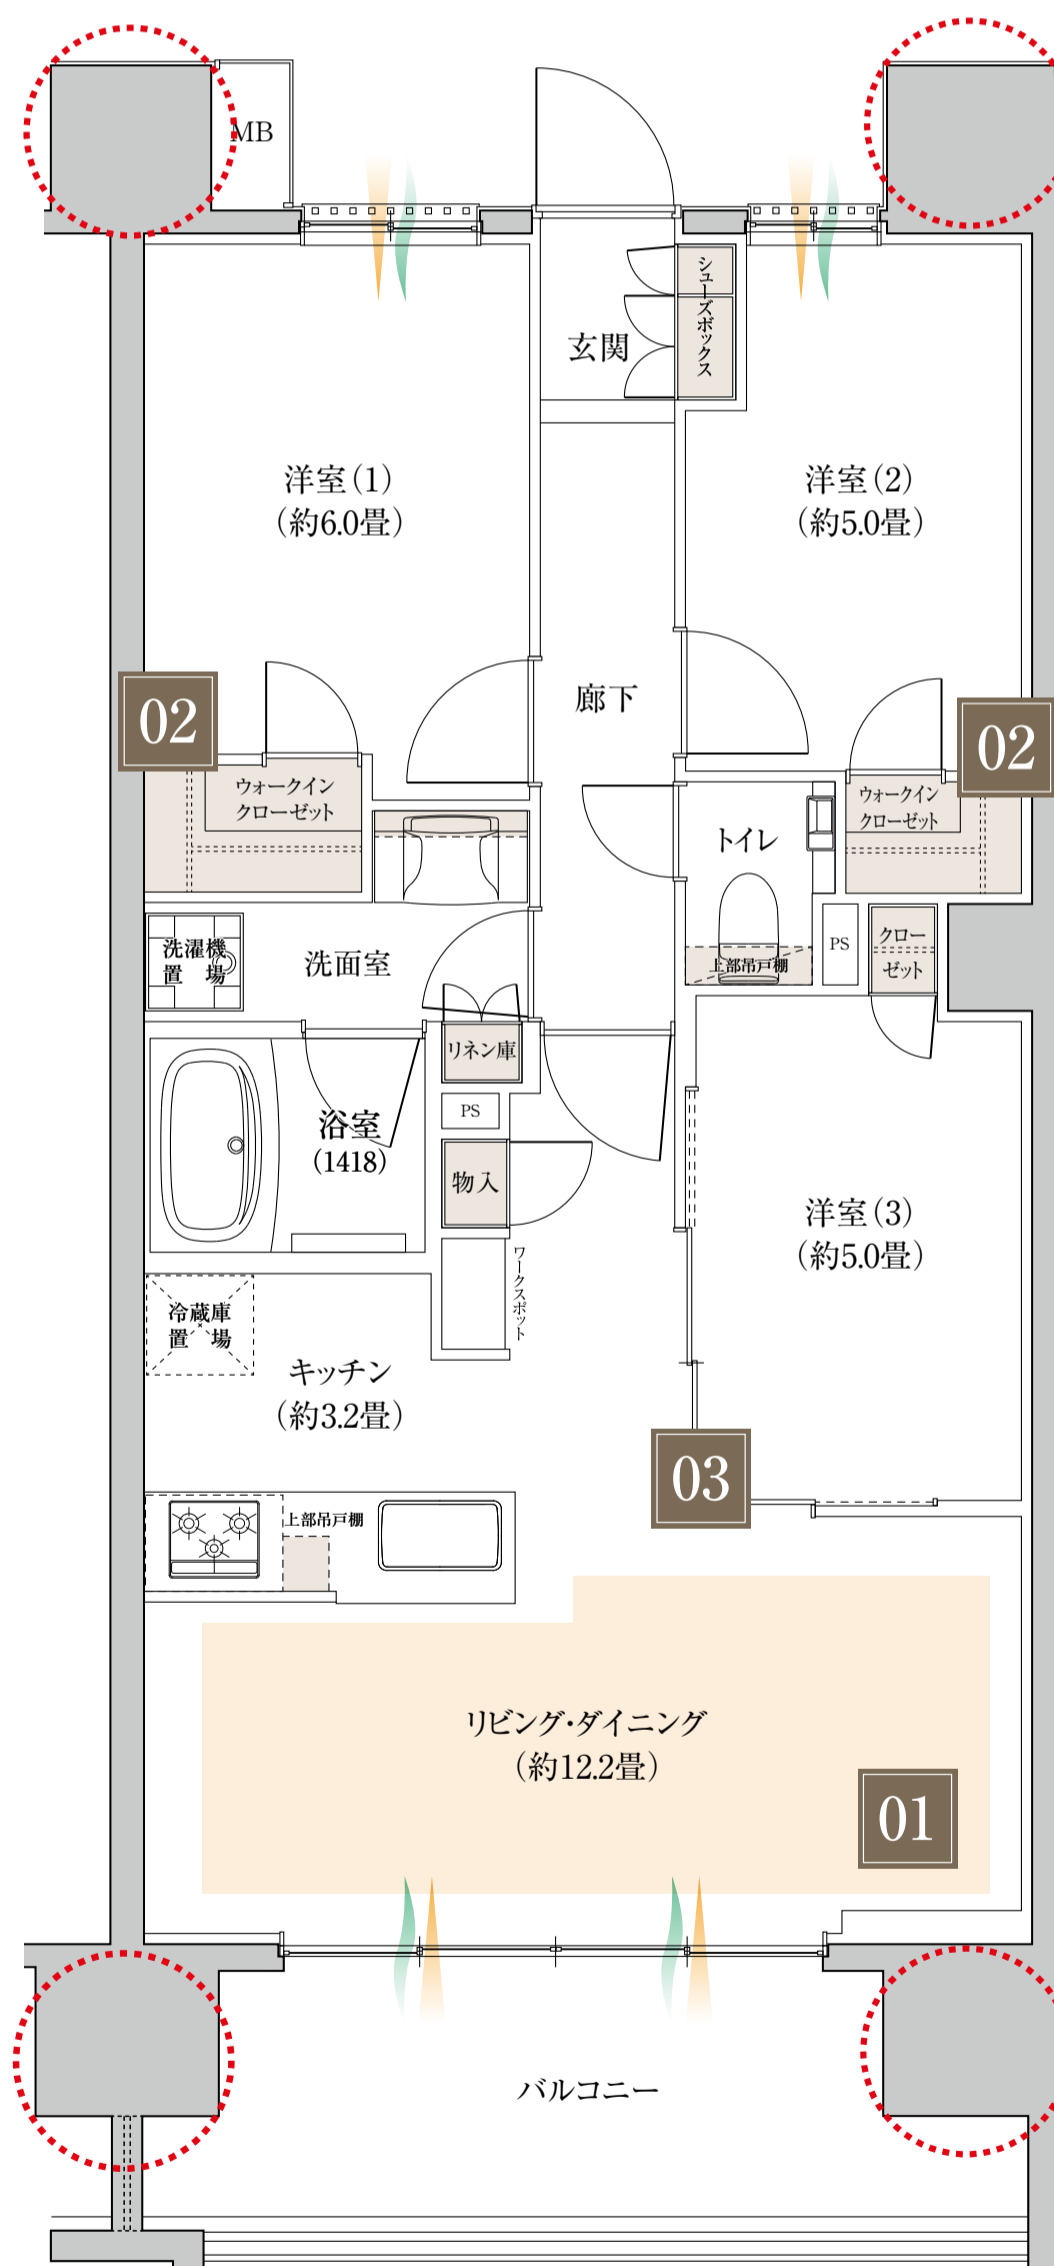 MB
シューズボックス
玄関
洋室(1)
(約6.0畳)
洋室(2)
(約5.0畳)
廊下
02
02
ウォークイン
クローゼット
ウォークイン
クローゼット
トイレ
洗濯機
置場
洗面室
上部吊戸棚
PS
クロー
ゼット
リネン庫
PS
浴室
(1418)
物入
洋室(3)
(約5.0畳)
ワークスポット
冷蔵庫
置場
キッチン
(約3.2畳)
03
上部吊戸棚
リビング・ダイニング
(約12.2畳)
01
バルコニー